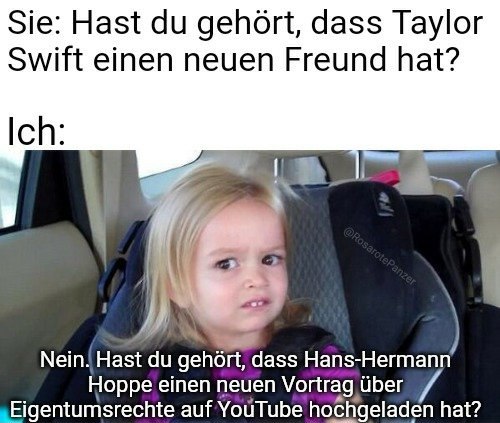 Sie: Hast du gehört, dass Taylor
Swift einen neuen Freund hat?
Ich:
@RosarotePanzer
Nein. Hast du gehört, dass Hans-Hermann
Hoppe einen neuen Vortrag über
Eigentumsrechte auf YouTube hochgeladen hat?